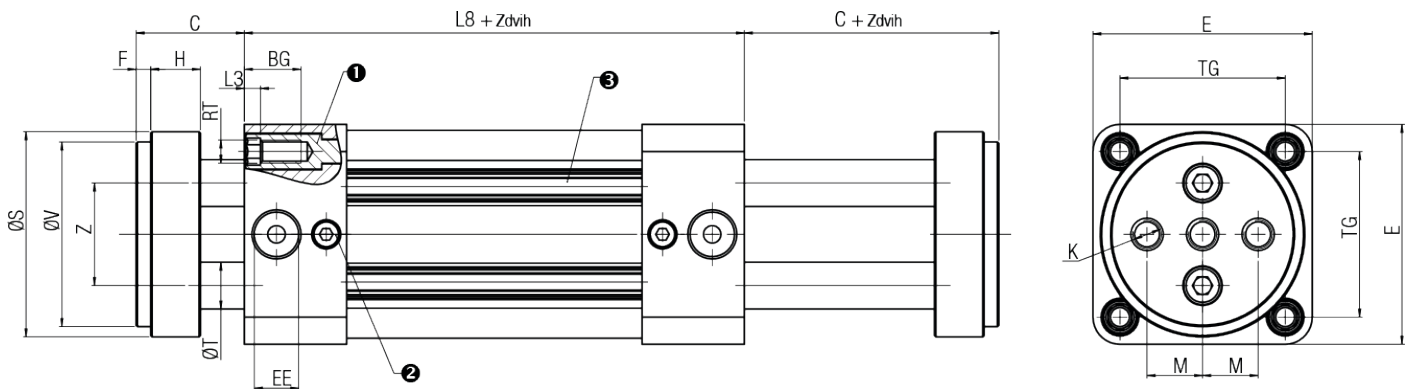 C
L8 + Zdvih
C + Zdvih
E
F
H
BG
TG
L3
❶
❸
RT
ØS
ØV
Z
TG
E
K
ØT
EE
❷
M
M